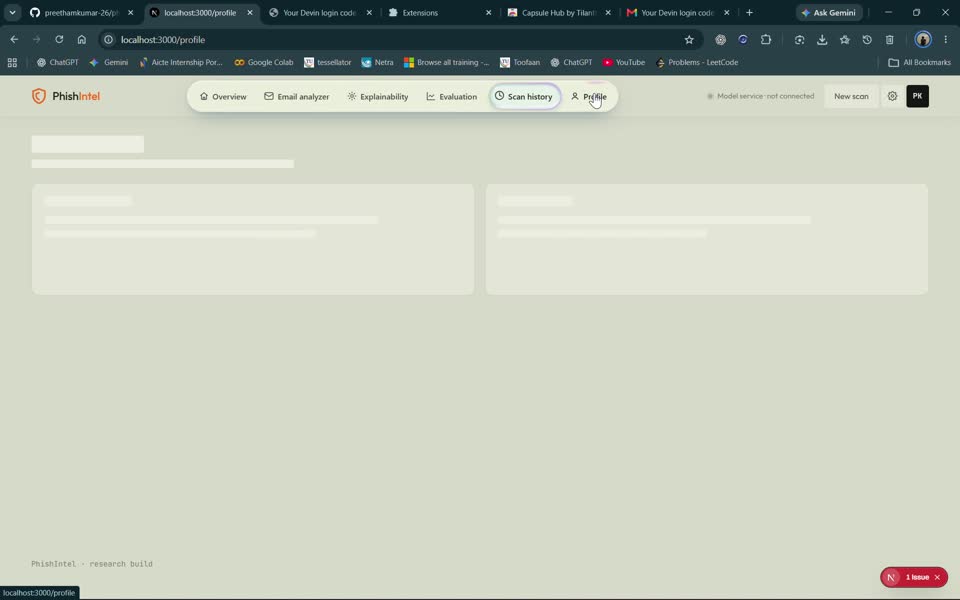 preethamkumar-26/ph
localhost:3000/profile
Your Devin login code
Extensions
Capsule Hub by Tilant
Your Devin login code
Ask Gemini
localhost:3000/profile
ChatGPT
Gemini
Aicte Internship Por...
Google Colab
tessellator
Netra
Browse all training -...
Toofaan
ChatGPT
YouTube
Problems - LeetCode
All Bookmarks
PhishIntel
Overview
Email analyzer
Explainability
Evaluation
Scan history
Profile
Model service · not connected
New scan
PK
PhishIntel · research build
N
1 Issue
localhost:3000/profile